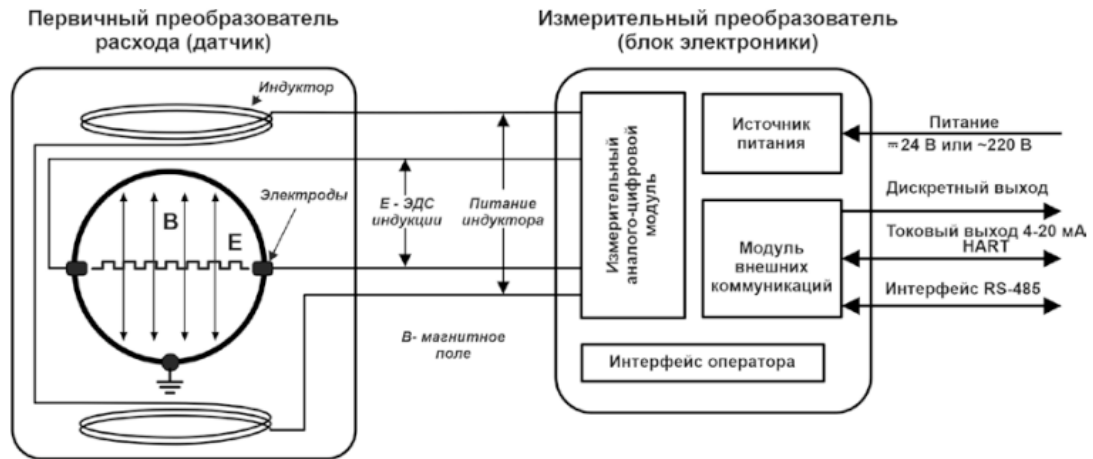 Первичный преобразователь
расхода (датчик)
Измерительный преобразователь
(блок электроники)
Индуктор
Электроды
B
E
E - ЭДС
индукции
Питание
индуктора
B- магнитное
поле
Измерительный
аналого-цифровой
модуль
Источник
питания
Модуль
внешних
коммуникаций
Интерфейс оператора
Питание
=24 В или ~220 В
Дискретный выход
Токовый выход 4-20 мА
HART
Интерфейс RS-485